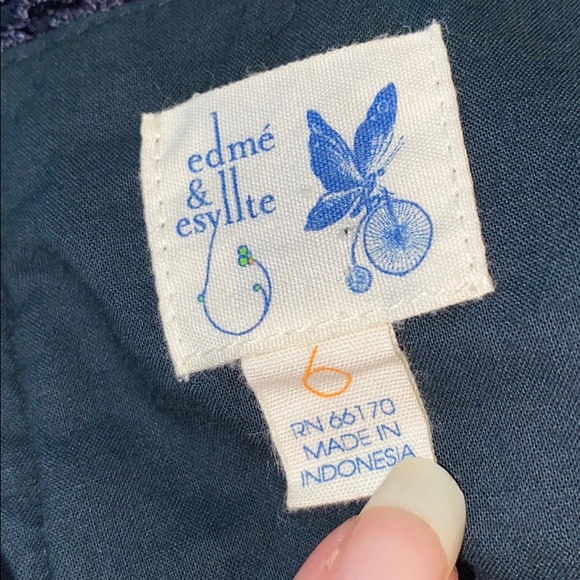 edmé
&
esyllte
6
RN 66170
MADE IN
INDONESIA